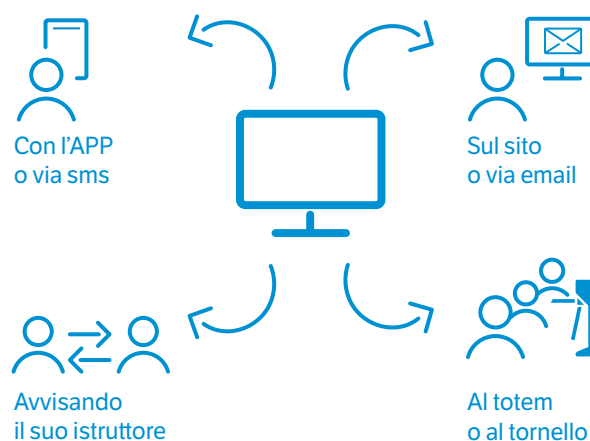 Con l'APP
o via sms
Sul sito
o via email
Avvisando
il suo istruttore
Al totem
o al tornello